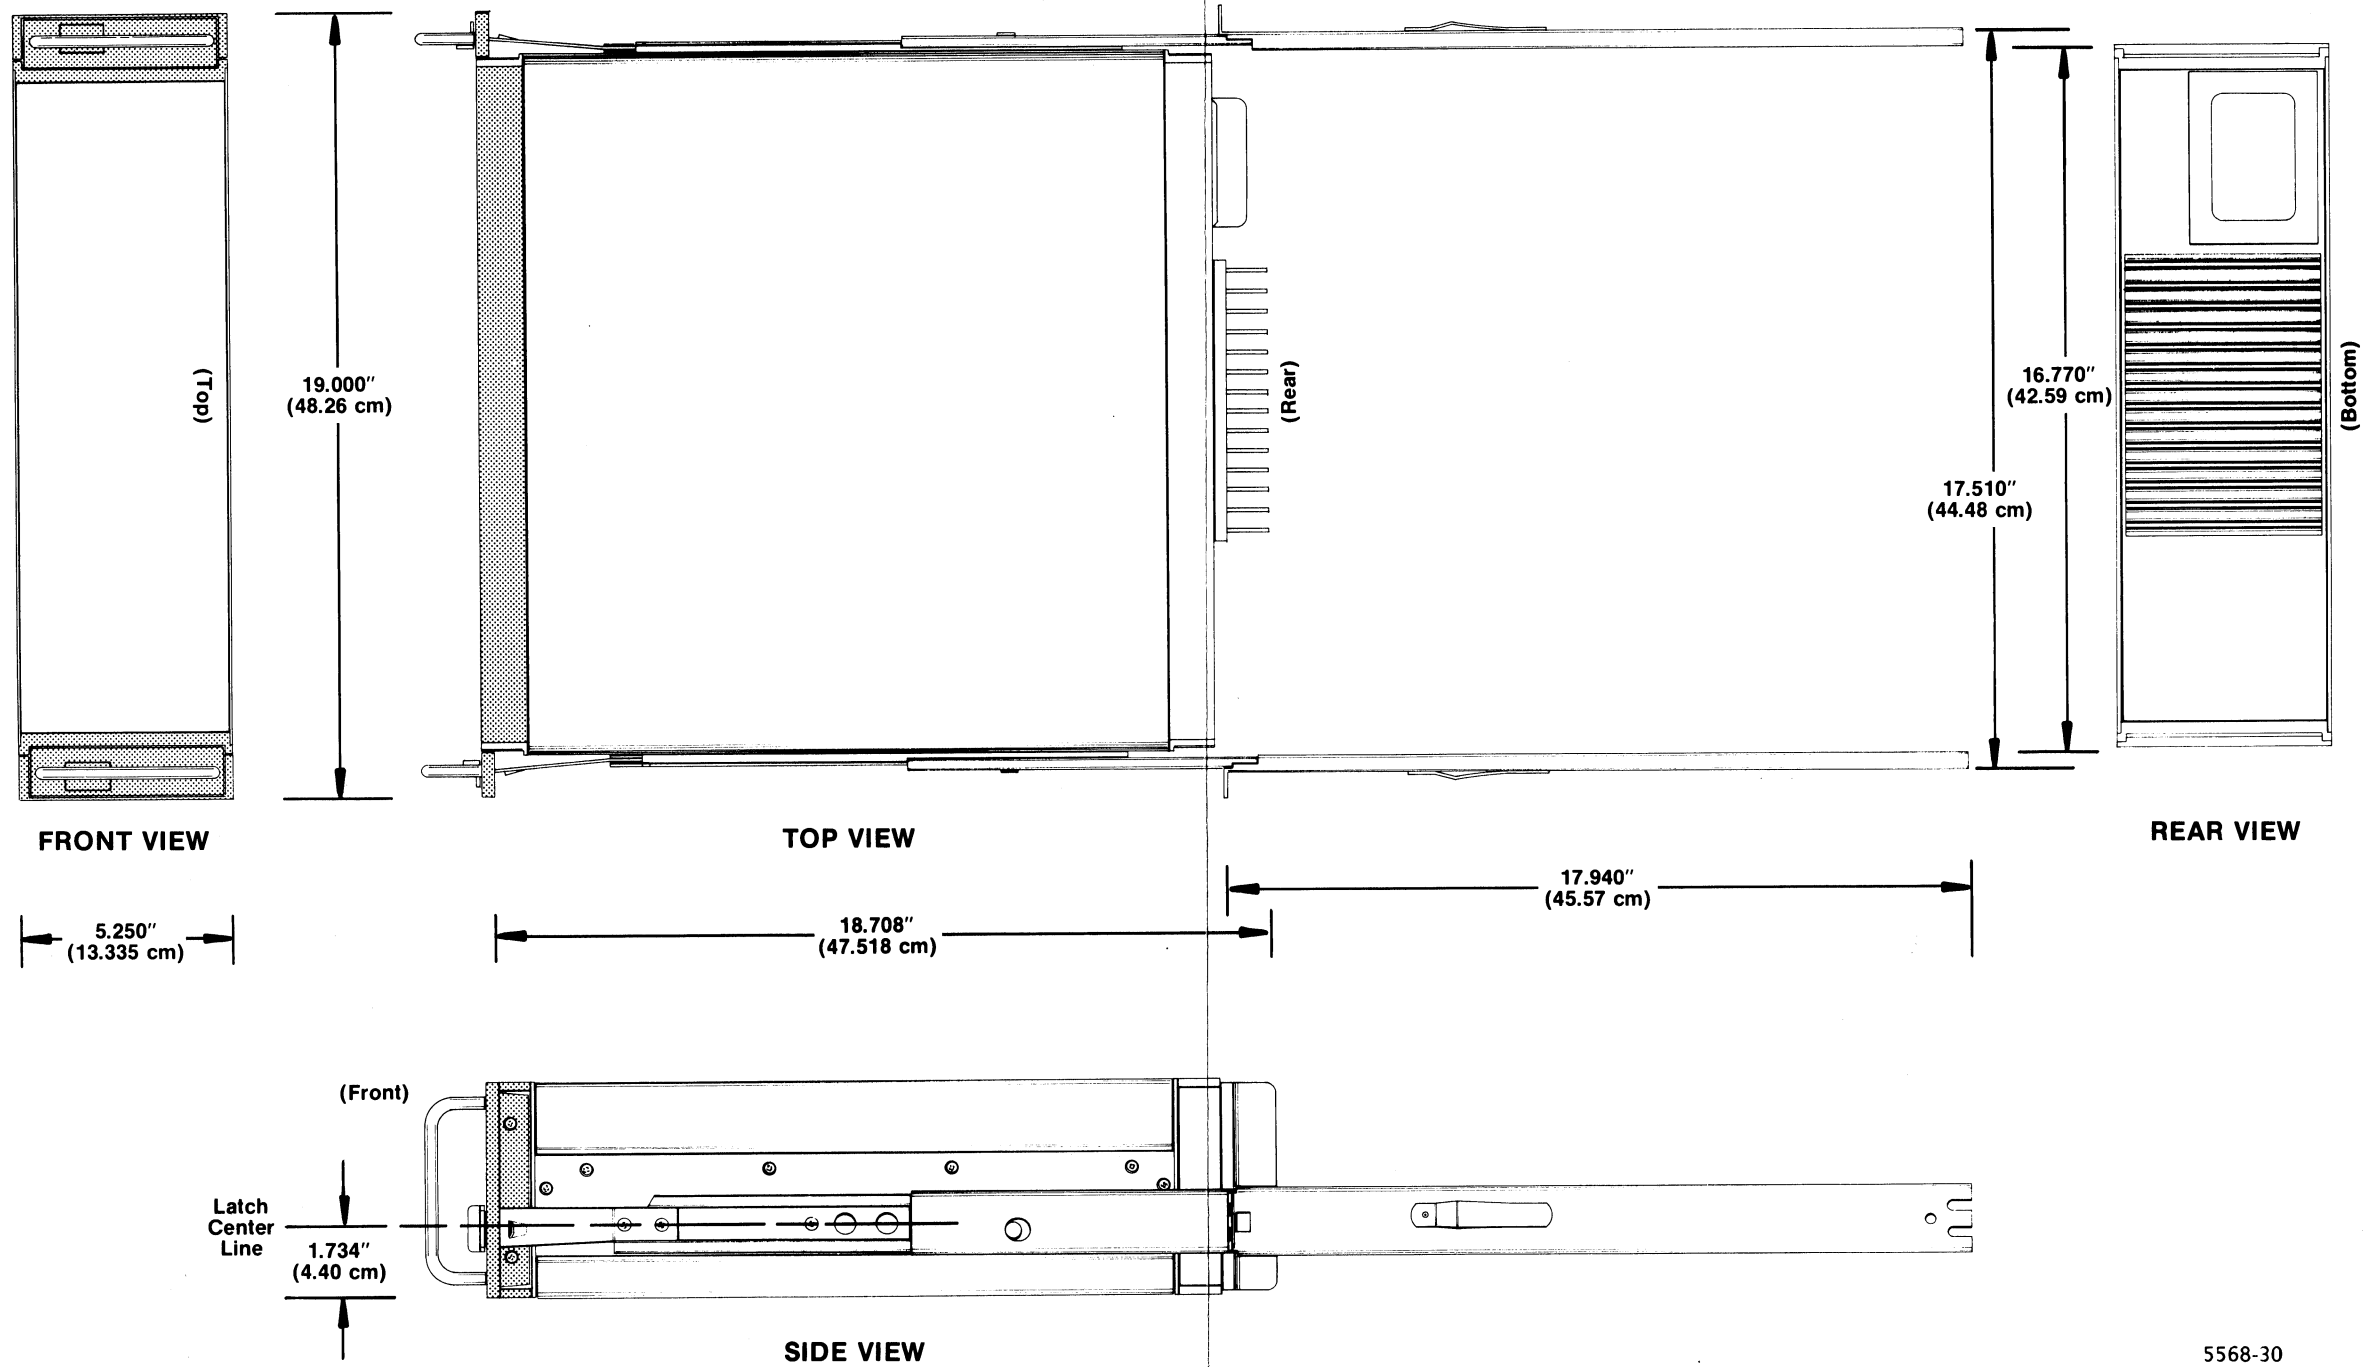 (Top)
19.000″
(48.26 cm)
(Rear)
16.770″
(42.59 cm)
(Bottom)
17.510″
(44.48 cm)
FRONT VIEW
TOP VIEW
REAR VIEW
5.250″
(13.335 cm)
18.708″
(47.518 cm)
17.940″
(45.57 cm)
(Front)
Latch
Center
Line
1.734″
(4.40 cm)
SIDE VIEW
5568-30